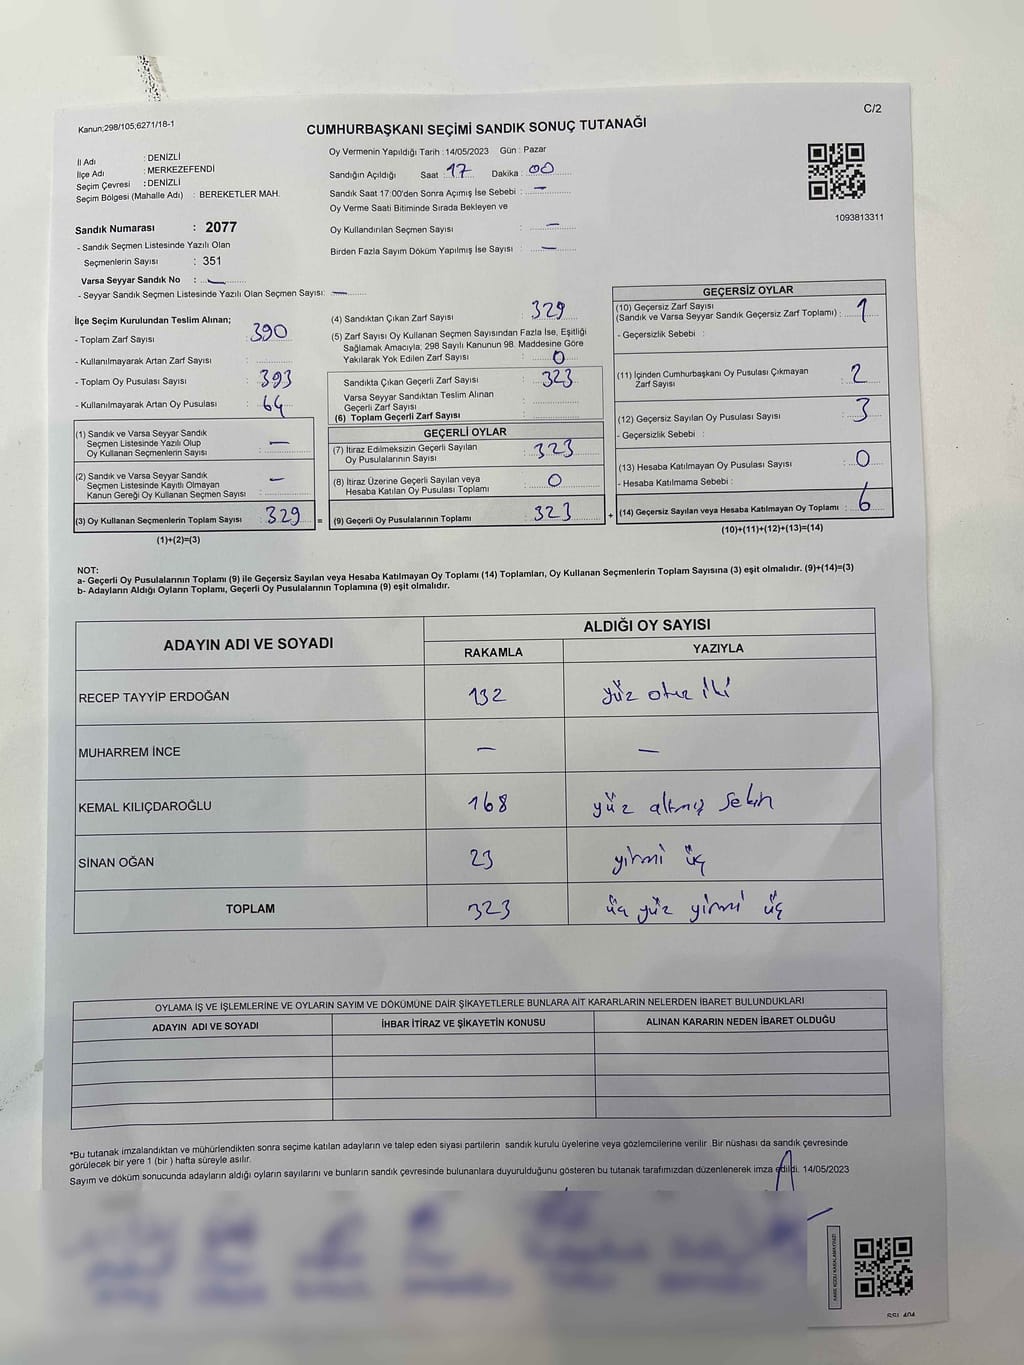 Kanun;298/105;6271/18-1
C/2
CUMHURBAŞKANI SEÇİMİ SANDIK SONUÇ TUTANAĞI
İl Adı : DENİZLİ
İlçe Adı : MERKEZEFENDİ
Seçim Çevresi : DENİZLİ
Seçim Bölgesi (Mahalle Adı) : BEREKETLER MAH.
Sandık Numarası : 2077
- Sandık Seçmen Listesinde Yazılı Olan
Seçmenlerin Sayısı : 351
Varsa Seyyar Sandık No : —
- Seyyar Sandık Seçmen Listesinde Yazılı Olan Seçmen Sayısı: —
Oy Vermenin Yapıldığı Tarih : 14/05/2023 Gün : Pazar
Sandığın Açıldığı Saat : 17 Dakika : 00
Sandık Saat 17:00'den Sonra Açımış İse Sebebi : —
Oy Verme Saati Bitiminde Sırada Bekleyen ve
Oy Kullandırılan Seçmen Sayısı : —
Birden Fazla Sayım Döküm Yapılmış İse Sayısı : —
1093813311
İlçe Seçim Kurulundan Teslim Alınan;
- Toplam Zarf Sayısı : 390
- Kullanılmayarak Artan Zarf Sayısı :
- Toplam Oy Pusulası Sayısı : 393
- Kullanılmayarak Artan Oy Pusulası : 64
(1) Sandık ve Varsa Seyyar Sandık
Seçmen Listesinde Yazılı Olup
Oy Kullanan Seçmenlerin Sayısı : —
(2) Sandık ve Varsa Seyyar Sandık
Seçmen Listesinde Kayıtlı Olmayan
Kanun Gereği Oy Kullanan Seçmen Sayısı : —
(3) Oy Kullanan Seçmenlerin Toplam Sayısı : 329
(1)+(2)=(3)
(4) Sandıktan Çıkan Zarf Sayısı : 329
(5) Zarf Sayısı Oy Kullanan Seçmen Sayısından Fazla İse, Eşitliği
Sağlamak Amacıyla; 298 Sayılı Kanunun 98. Maddesine Göre
Yakılarak Yok Edilen Zarf Sayısı : 0
Sandıkta Çıkan Geçerli Zarf Sayısı : 323
Varsa Seyyar Sandıktan Teslim Alınan
Geçerli Zarf Sayısı :
(6) Toplam Geçerli Zarf Sayısı :
GEÇERLİ OYLAR
(7) İtiraz Edilmeksizin Geçerli Sayılan
Oy Pusulalarının Sayısı : 323
(8) İtiraz Üzerine Geçerli Sayılan veya
Hesaba Katılan Oy Pusulası Toplamı : 0
= (9) Geçerli Oy Pusulalarının Toplamı : 323
GEÇERSİZ OYLAR
(10) Geçersiz Zarf Sayısı
(Sandık ve Varsa Seyyar Sandık Geçersiz Zarf Toplamı) : 1
- Geçersizlik Sebebi :
(11) İçinden Cumhurbaşkanı Oy Pusulası Çıkmayan
Zarf Sayısı : 2
(12) Geçersiz Sayılan Oy Pusulası Sayısı : 3
- Geçersizlik Sebebi :
(13) Hesaba Katılmayan Oy Pusulası Sayısı : 0
- Hesaba Katılmama Sebebi :
+ (14) Geçersiz Sayılan veya Hesaba Katılmayan Oy Toplamı : 6
(10)+(11)+(12)+(13)=(14)
NOT:
a- Geçerli Oy Pusulalarının Toplamı (9) ile Geçersiz Sayılan veya Hesaba Katılmayan Oy Toplamı (14) Toplamları, Oy Kullanan Seçmenlerin Toplam Sayısına (3) eşit olmalıdır. (9)+(14)=(3)
b- Adayların Aldığı Oyların Toplamı, Geçerli Oy Pusulalarının Toplamına (9) eşit olmalıdır.
ADAYIN ADI VE SOYADI ALDIĞI OY SAYISI
RAKAMLA YAZIYLA
RECEP TAYYİP ERDOĞAN 132 yüz otuz iki
MUHARREM İNCE — —
KEMAL KILIÇDAROĞLU 168 yüz altmış sekiz
SİNAN OĞAN 23 yirmi üç
TOPLAM 323 üç yüz yirmi üç
OYLAMA İŞ VE İŞLEMLERİNE VE OYLARIN SAYIM VE DÖKÜMÜNE DAİR ŞİKAYETLERLE BUNLARA AİT KARARLARIN NELERDEN İBARET BULUNDUKLARI
ADAYIN ADI VE SOYADI İHBAR İTİRAZ VE ŞİKAYETİN KONUSU ALINAN KARARIN NEDEN İBARET OLDUĞU
*Bu tutanak imzalandıktan ve mühürlendikten sonra seçime katılan adayların ve talep eden siyasi partilerin sandık kurulu üyelerine veya gözlemcilerine verilir. Bir nüshası da sandık çevresinde
görülecek bir yere 1 (bir ) hafta süreyle asılır.
Sayım ve döküm sonucunda adayların aldığı oyların sayılarını ve bunların sandık çevresinde bulunanlara duyurulduğunu gösteren bu tutanak tarafımızdan düzenlenerek imza edildi. 14/05/2023